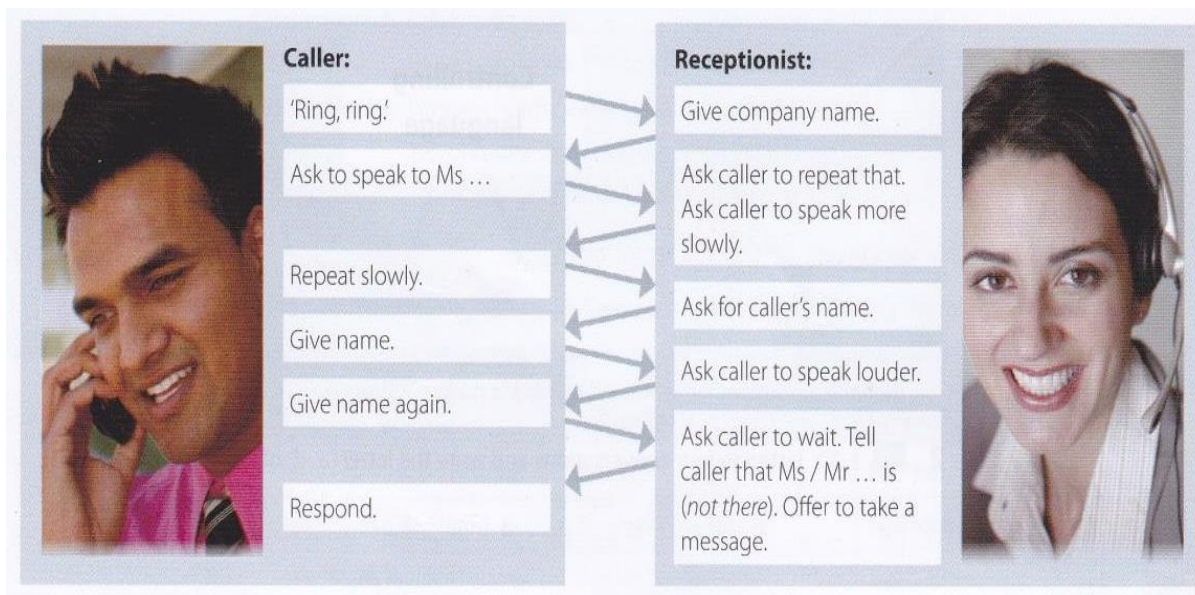 Caller:
'Ring, ring.'
Ask to speak to Ms …
Repeat slowly.
Give name.
Give name again.
Respond.
Receptionist:
Give company name.
Ask caller to repeat that.
Ask caller to speak more
slowly.
Ask for caller's name.
Ask caller to speak louder.
Ask caller to wait. Tell
caller that Ms / Mr … is
(not there). Offer to take a
message.